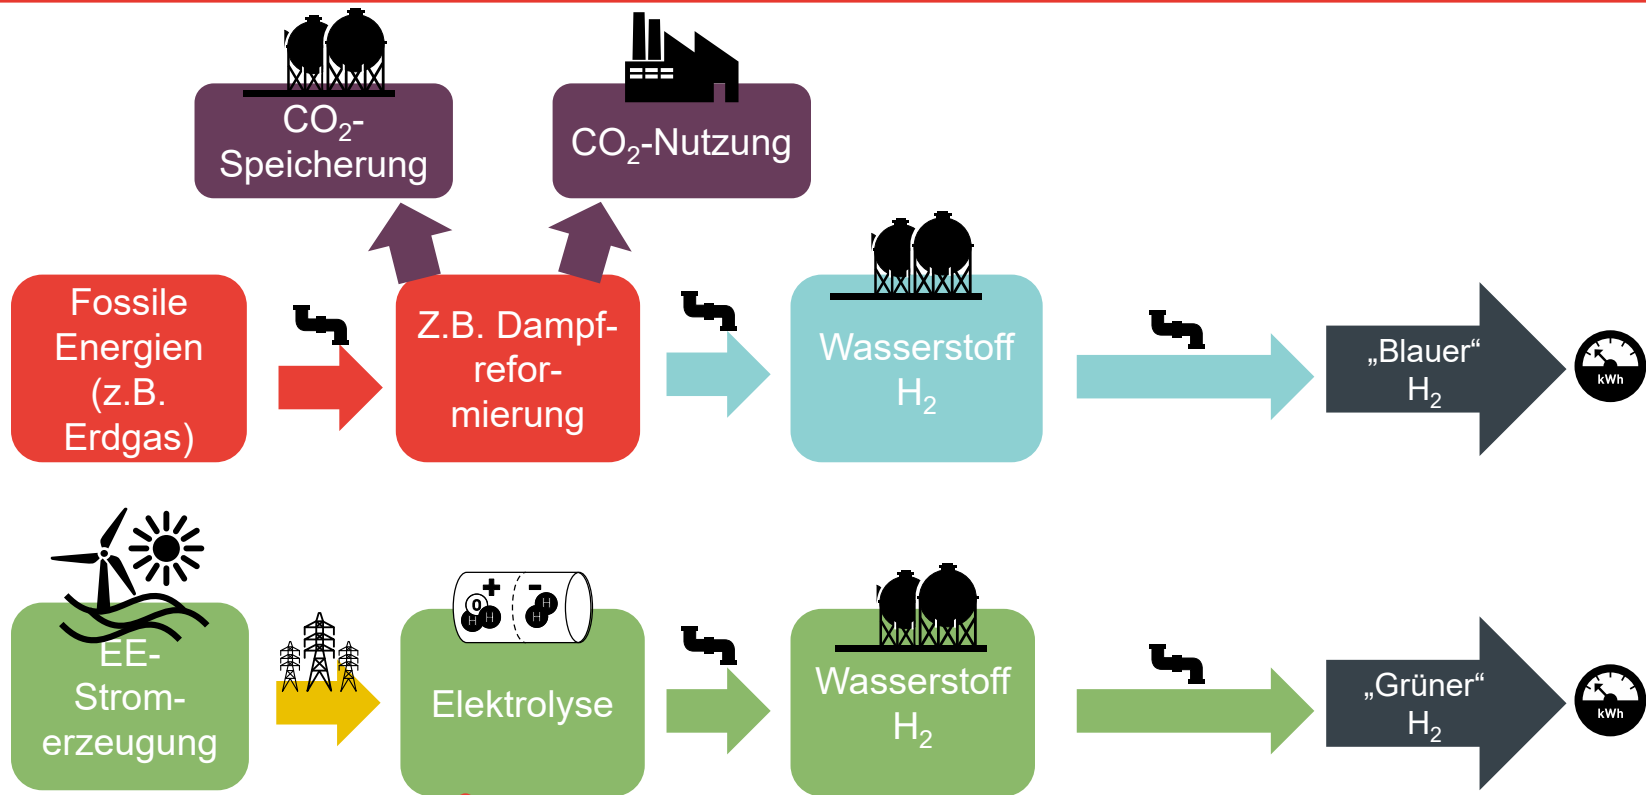 CO₂-
Speicherung
CO₂-Nutzung
Fossile
Energien
(z.B.
Erdgas)
Z.B. Dampf-
refor-
mierung
Wasserstoff
H₂
„Blauer“
H₂
kWh
EE-
Strom-
erzeugung
+ -
O
H H
H
H
Elektrolyse
Wasserstoff
H₂
„Grüner“
H₂
kWh